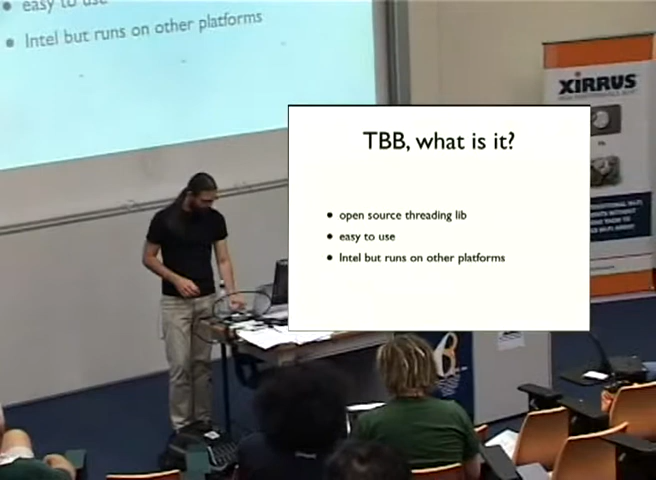 easy to use
Intel but runs on other platforms
XIRRUS
TBB, what is it?
open source threading lib
easy to use
Intel but runs on other platforms